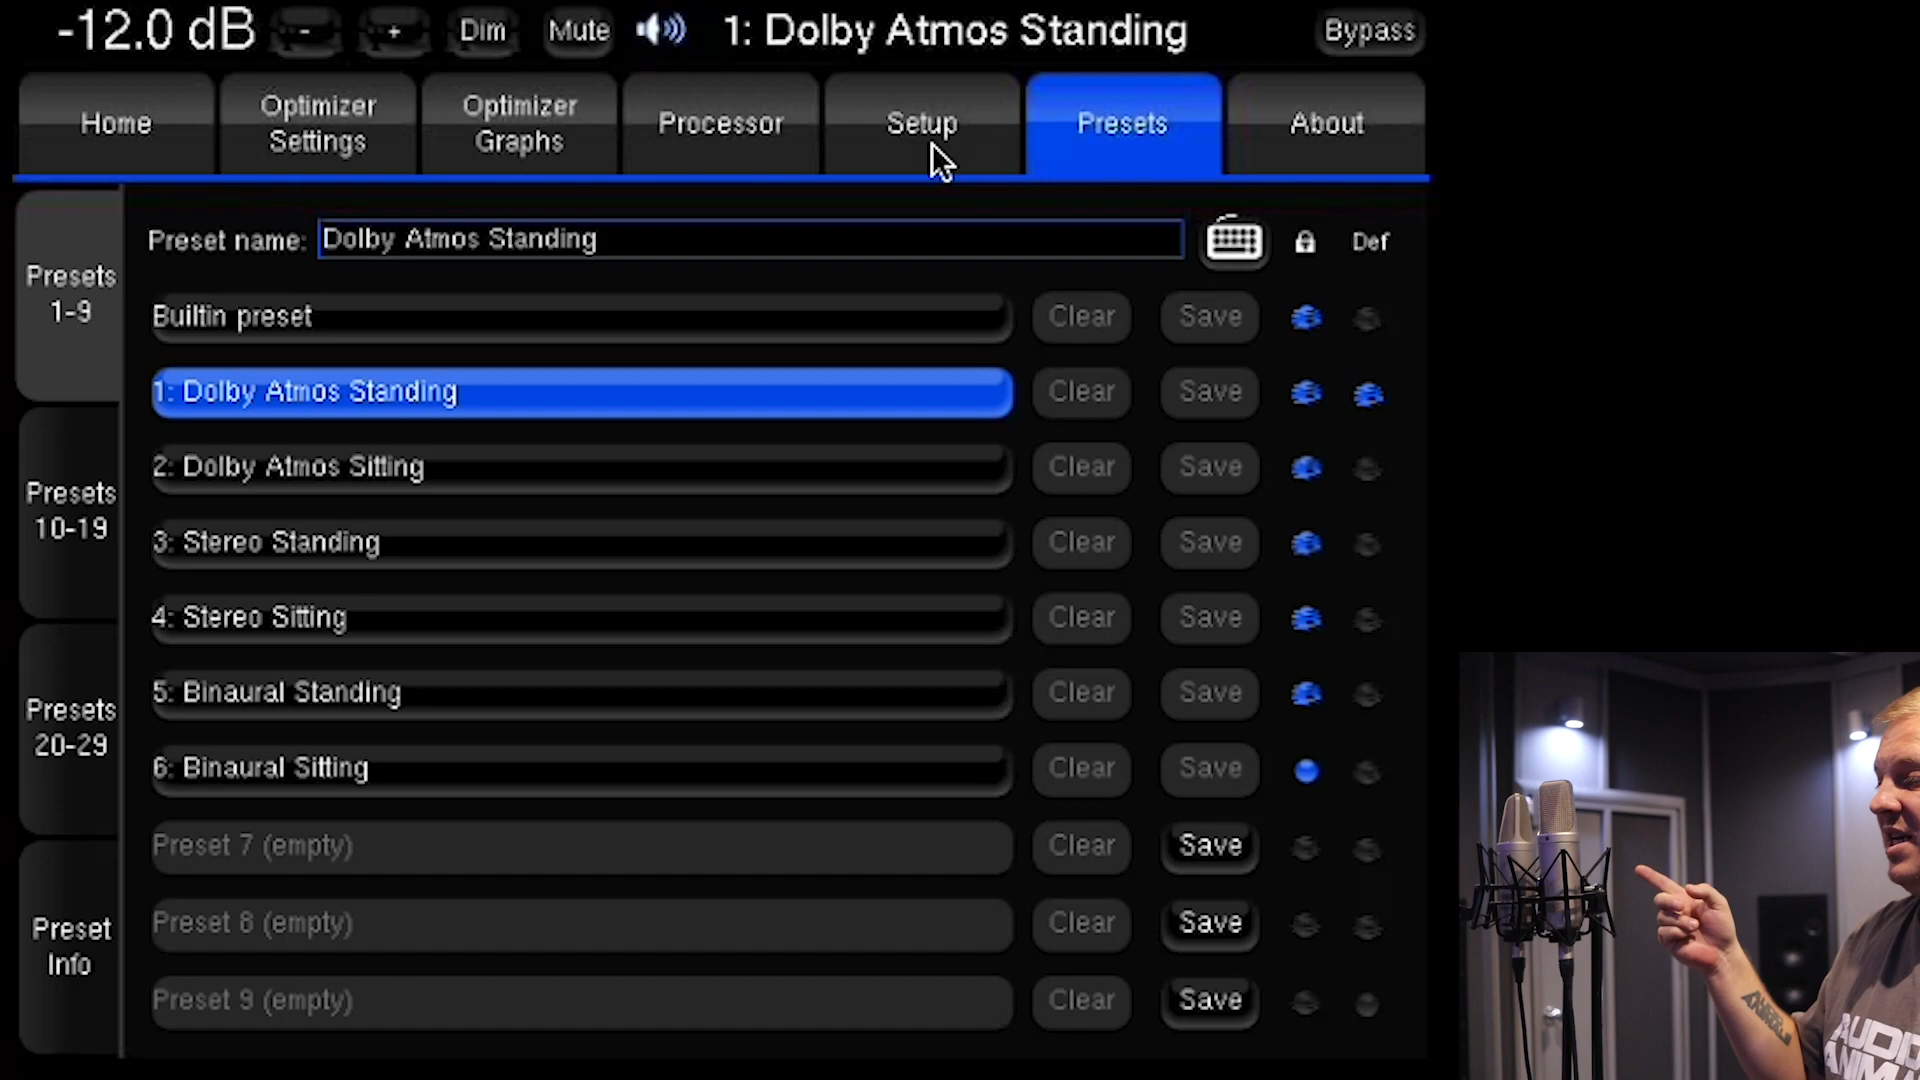 -12.0 dB - + Dim Mute 1: Dolby Atmos Standing Bypass
Home
Optimizer
Settings
Optimizer
Graphs
Processor
Setup
Presets
About
Presets
1-9
Presets
10-19
Presets
20-29
Preset
Info
Preset name: Dolby Atmos Standing Def
Builtin preset Clear Save
1: Dolby Atmos Standing Clear Save
2: Dolby Atmos Sitting Clear Save
3: Stereo Standing Clear Save
4: Stereo Sitting Clear Save
5: Binaural Standing Clear Save
6: Binaural Sitting Clear Save
Preset 7 (empty) Clear Save
Preset 8 (empty) Clear Save
Preset 9 (empty) Clear Save